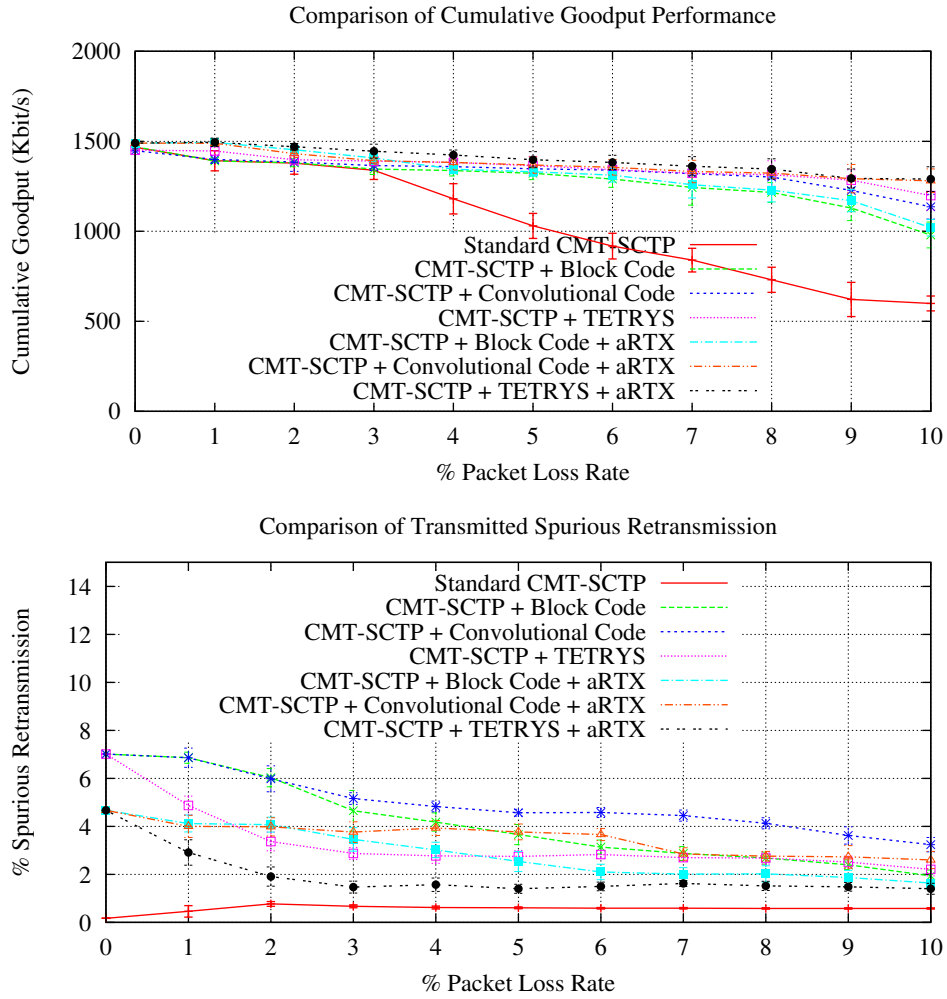 Comparison of Cumulative Goodput Performance
Cumulative Goodput (Kbit/s)
2000
1500
1000
500
0
Standard CMT-SCTP
CMT-SCTP + Block Code
CMT-SCTP + Convolutional Code
CMT-SCTP + TETRYS
CMT-SCTP + Block Code + aRTX
CMT-SCTP + Convolutional Code + aRTX
CMT-SCTP + TETRYS + aRTX
0 1 2 3 4 5 6 7 8 9 10
% Packet Loss Rate
Comparison of Transmitted Spurious Retransmission
% Spurious Retransmission
14
12
10
8
6
4
2
0
Standard CMT-SCTP
CMT-SCTP + Block Code
CMT-SCTP + Convolutional Code
CMT-SCTP + TETRYS
CMT-SCTP + Block Code + aRTX
CMT-SCTP + Convolutional Code + aRTX
CMT-SCTP + TETRYS + aRTX
0 1 2 3 4 5 6 7 8 9 10
% Packet Loss Rate